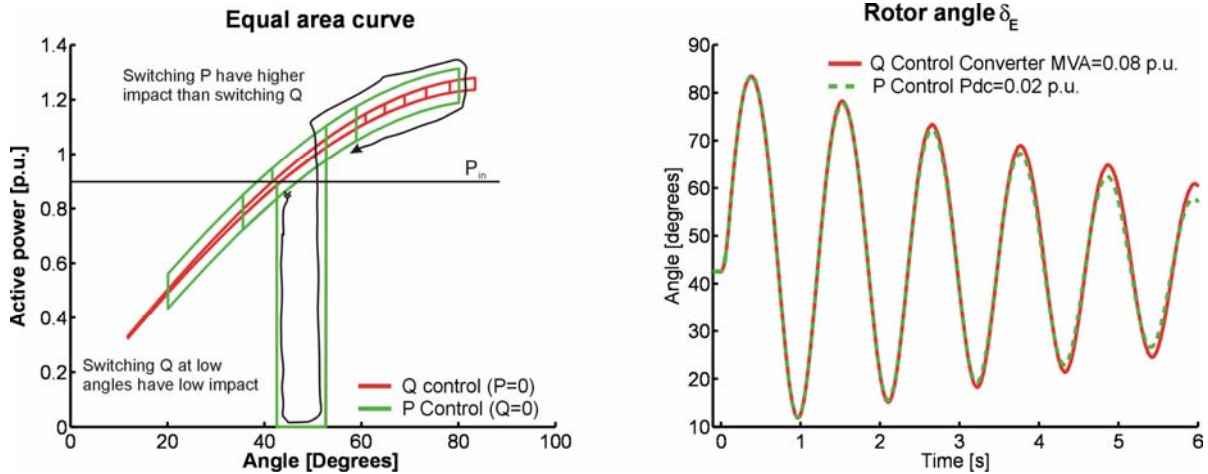 Equal area curve
Active power [p.u.]
1.4
1.2
1
0.8
0.6
0.4
0.2
0
Switching P have higher
impact than switching Q
P_in
Switching Q at low
angles have low impact
Q control (P=0)
P Control (Q=0)
0 20 40 60 80 100
Angle [Degrees]
Rotor angle δ_E
Angle [degrees]
90
80
70
60
50
40
30
20
10
Q Control Converter MVA=0.08 p.u.
P Control Pdc=0.02 p.u.
0 1 2 3 4 5 6
Time [s]